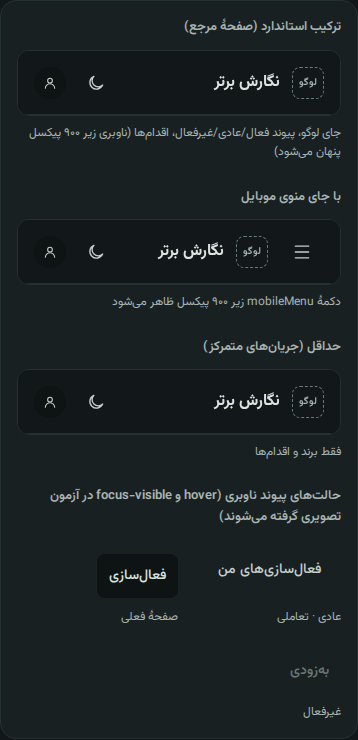 ترکیب استاندارد (صفحهٔ مرجع)
لوگو نگارش برتر
جای لوگو، پیوند فعال/عادی/غیرفعال، اقدام‌ها (ناوبری زیر ۹۰۰ پیکسل
پنهان می‌شود)
با جای منوی موبایل
لوگو نگارش برتر
دکمهٔ mobileMenu زیر ۹۰۰ پیکسل ظاهر می‌شود
حداقل (جریان‌های متمرکز)
لوگو نگارش برتر
فقط برند و اقدام‌ها
حالت‌های پیوند ناوبری (hover و focus-visible در آزمون
تصویری گرفته می‌شوند)
فعال‌سازی‌های من
عادی · تعاملی
فعال‌سازی
صفحهٔ فعلی
به‌زودی
غیرفعال